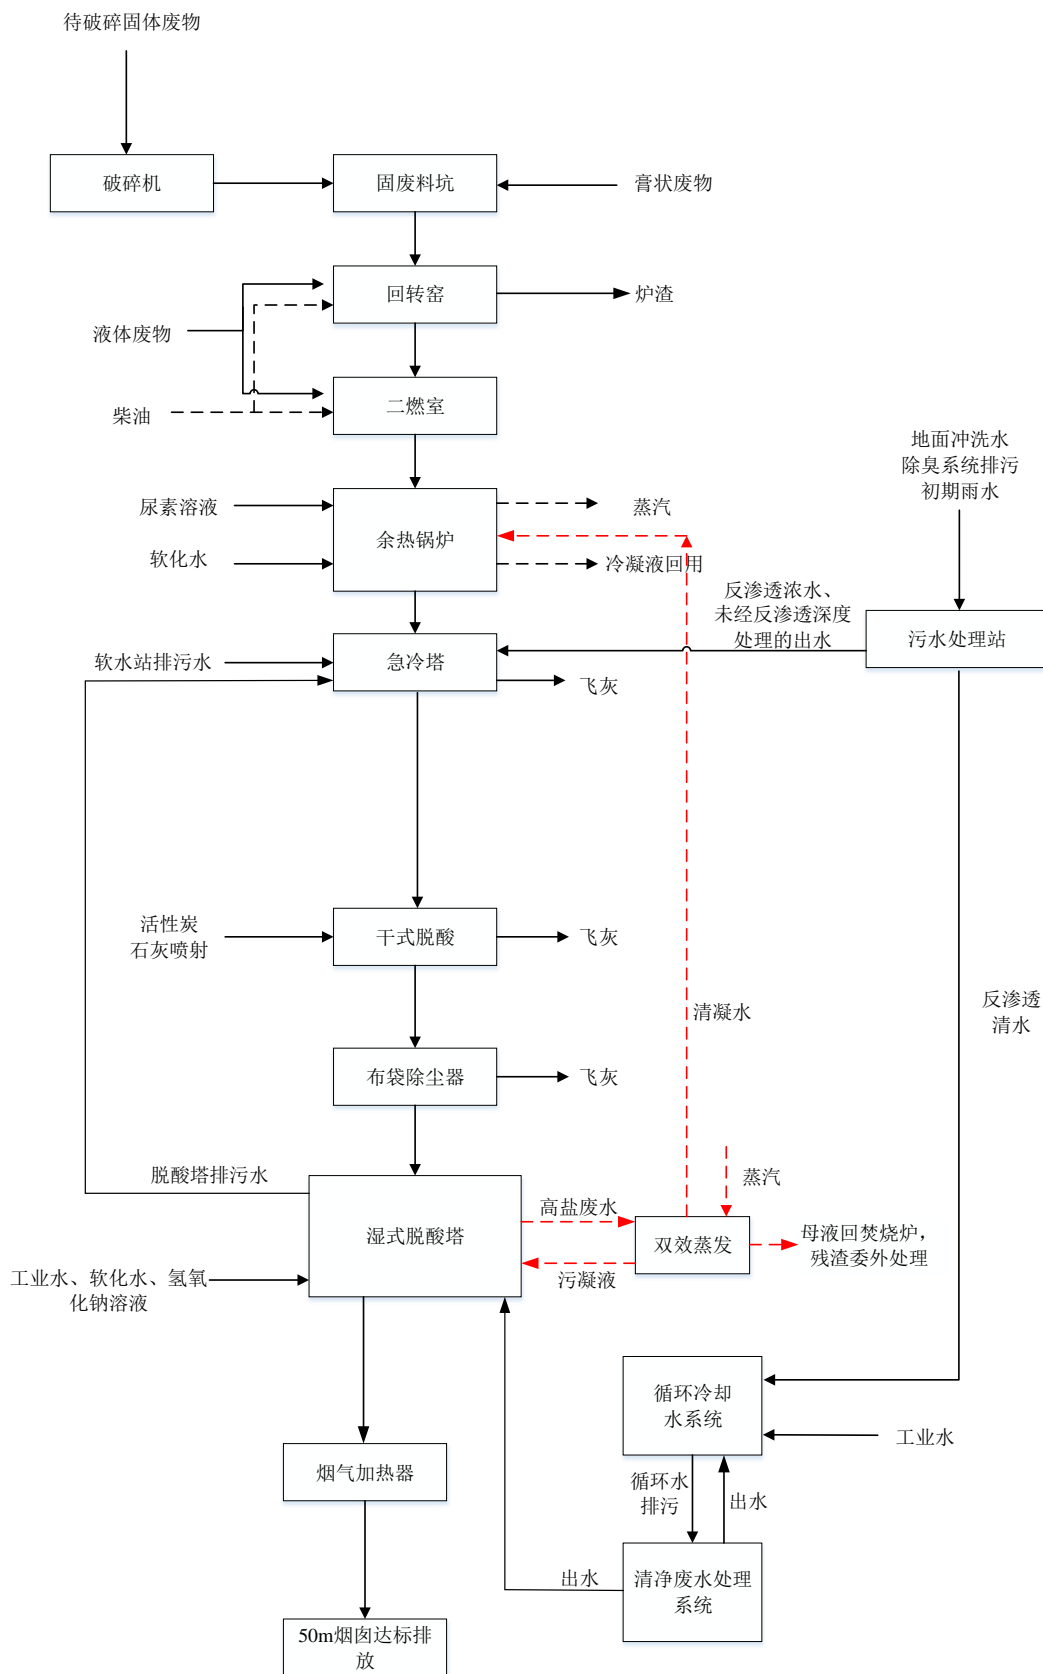 待破碎固体废物
破碎机
固废料坑
膏状废物
回转窑
炉渣
液体废物
二燃室
柴油
地面冲洗水
除臭系统排污
初期雨水
尿素溶液
蒸汽
余热锅炉
软化水
冷凝液回用
反渗透浓水、
未经反渗透深度
处理的出水
污水处理站
软水站排污水
急冷塔
飞灰
活性炭
石灰喷射
干式脱酸
飞灰
反渗透
清水
清凝水
布袋除尘器
飞灰
脱酸塔排污水
蒸汽
高盐废水
湿式脱酸塔
双效蒸发
母液回焚烧炉，
残渣委外处理
污凝液
工业水、软化水、氢氧
化钠溶液
循环冷却
水系统
工业水
烟气加热器
循环水
排污
出水
出水
清净废水处理
系统
50m烟囱达标排
放